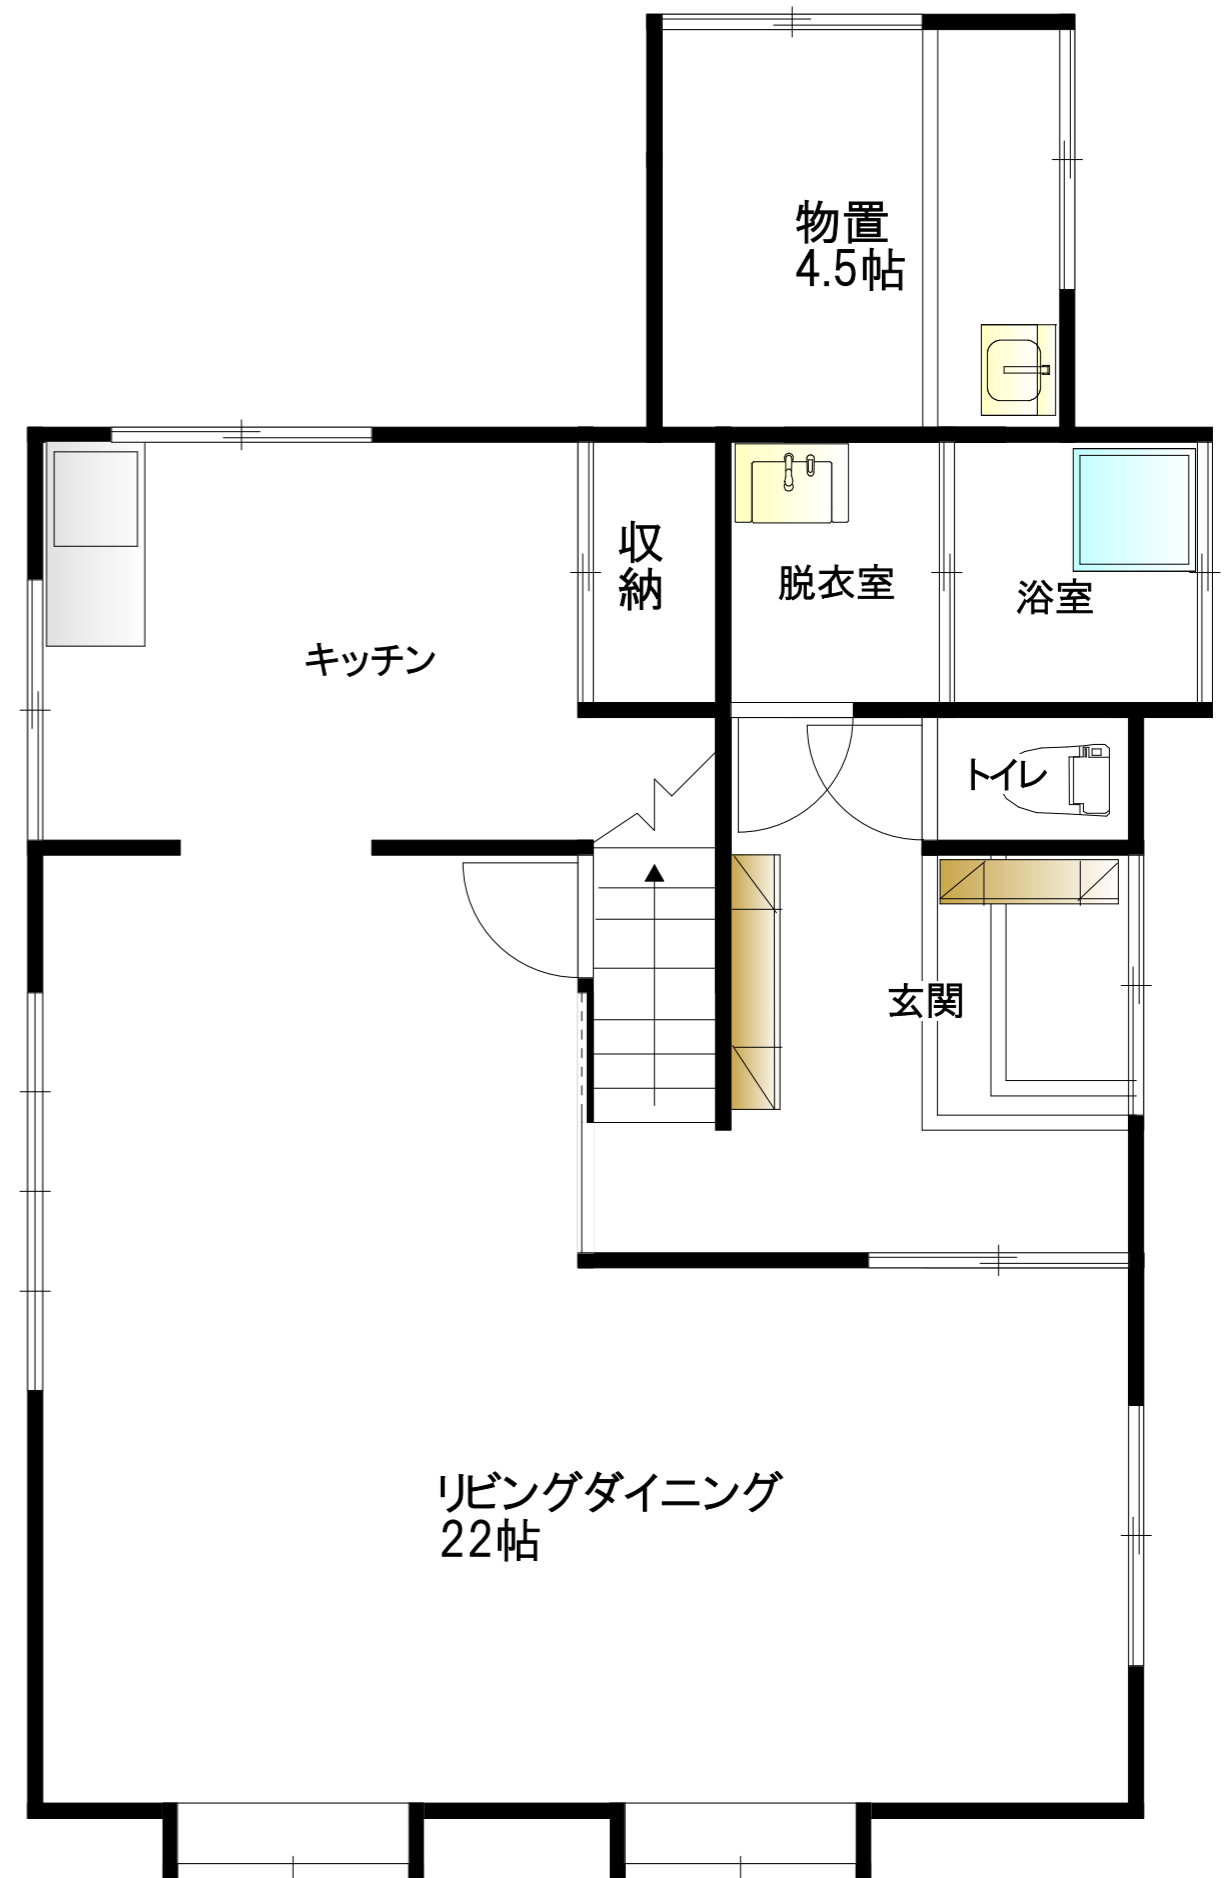 物置
4.5帖
収納
脱衣室
浴室
キッチン
トイレ
玄関
リビングダイニング
22帖